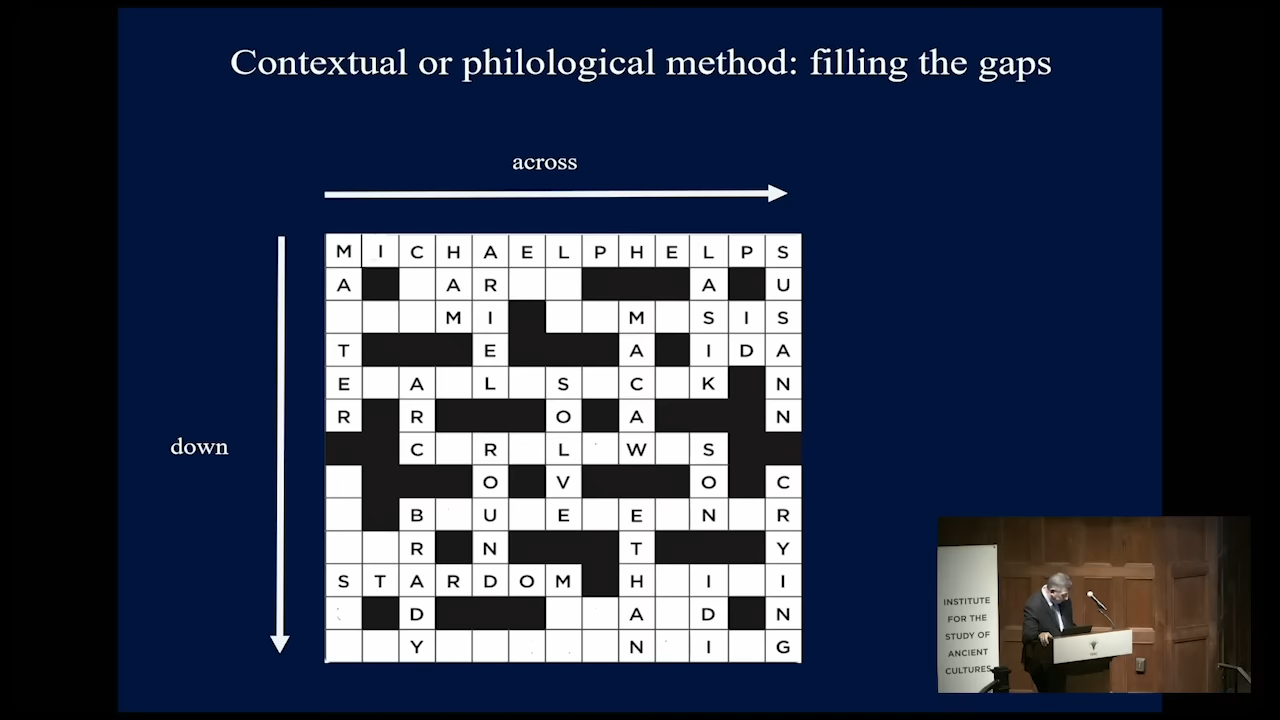 Contextual or philological method: filling the gaps
across
down
M I C H A E L P H E L P S
A A R A U
M I M S I S
T E A I D A
E A L S C K N
R R O A N
C R L W S
O V O C
B U E E N R
R N T Y
S T A R D O M H I I
D A D N
Y N I G
INSTITUTE
FOR THE
STUDY OF
ANCIENT
CULTURES